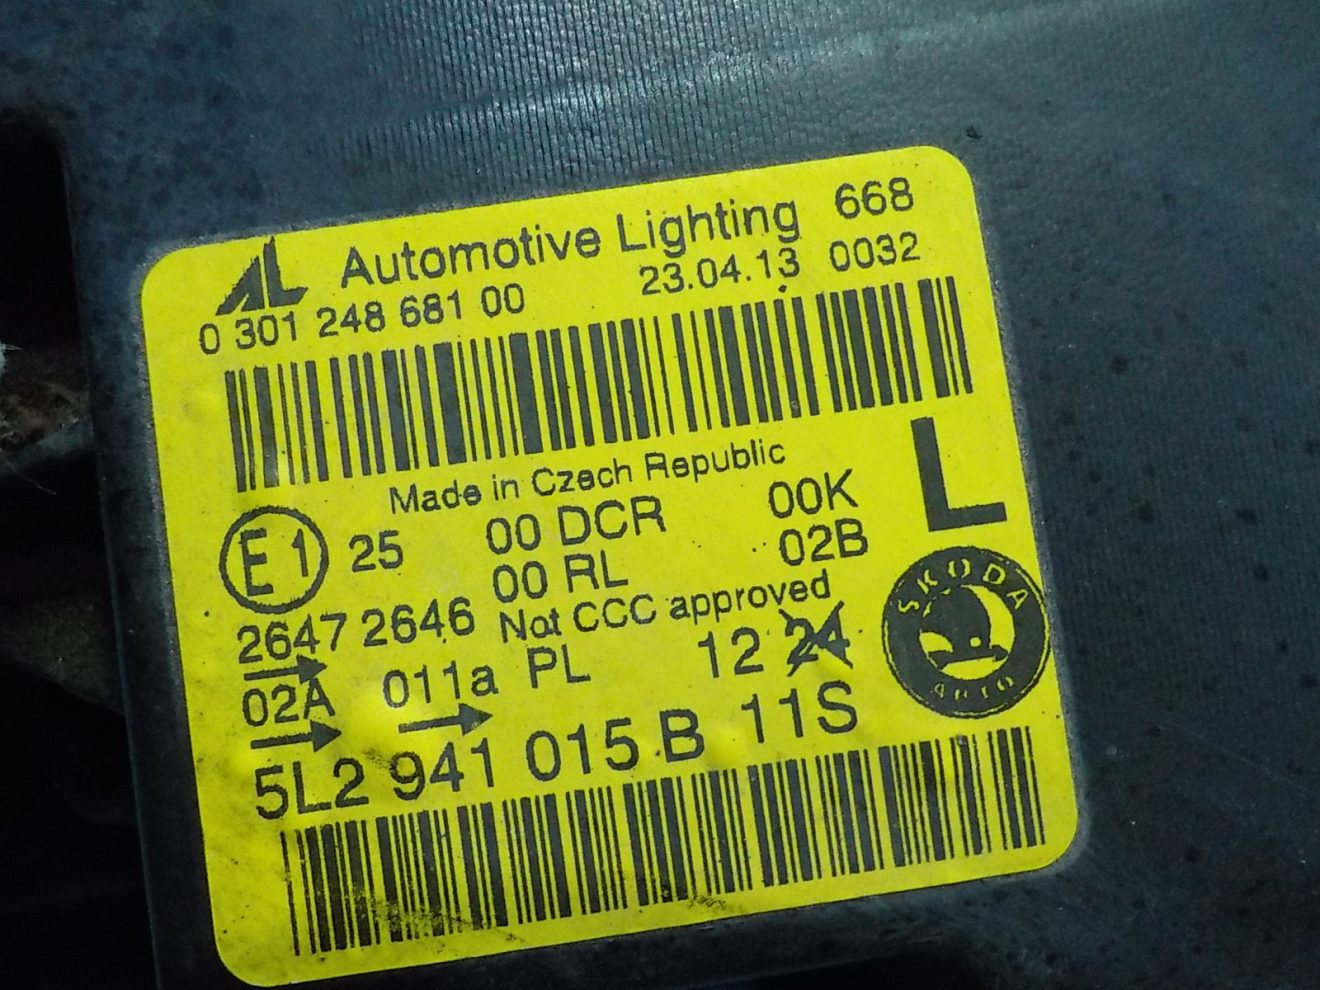 AL Automotive Lighting 668
0 301 248 681 00 23.04.13 0032
Made in Czech Republic
L
E1 25 00 DCR 00K
00 RL 02B
2647 2646 Not CCC approved
02A 011a PL 12 24
SKODA
AUTO
5L2 941 015 B 11S